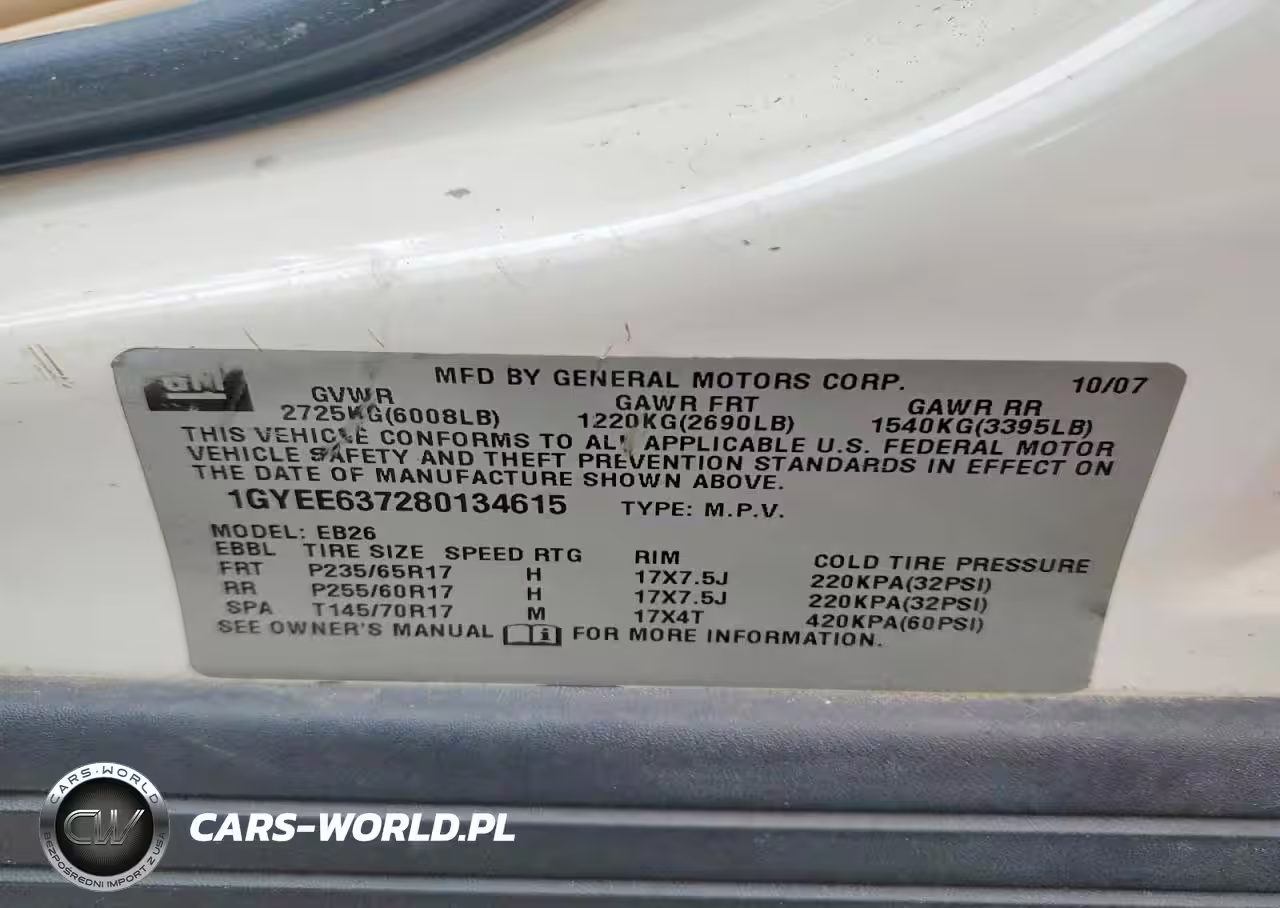 GM
MFD BY GENERAL MOTORS CORP. 10/07
GVWR GAWR FRT GAWR RR
2725KG(6008LB) 1220KG(2690LB) 1540KG(3395LB)
THIS VEHICLE CONFORMS TO ALL APPLICABLE U.S. FEDERAL MOTOR
VEHICLE SAFETY AND THEFT PREVENTION STANDARDS IN EFFECT ON
THE DATE OF MANUFACTURE SHOWN ABOVE.
1GYEE637280134615 TYPE: M.P.V.
MODEL: EB26
EBBL TIRE SIZE SPEED RTG RIM COLD TIRE PRESSURE
FRT P235/65R17 H 17X7.5J 220KPA(32PSI)
RR P255/60R17 H 17X7.5J 220KPA(32PSI)
SPA T145/70R17 M 17X4T 420KPA(60PSI)
SEE OWNER'S MANUAL i FOR MORE INFORMATION.
CARS-WORLD
CW
BEZPOŚREDNI IMPORT Z USA
CARS-WORLD.PL